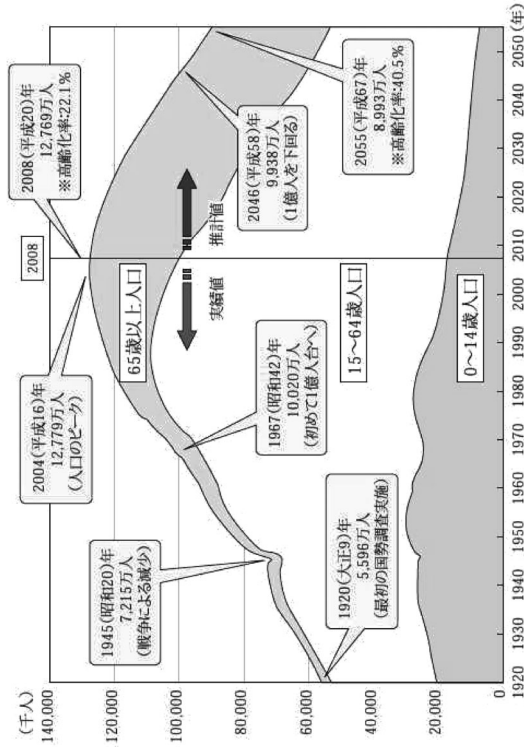 (千人)
140,000
120,000
100,000
80,000
60,000
40,000
20,000
0
1920
1930
1940
1950
1960
1970
1980
1990
2000
2010
2020
2030
2040
2050(年)
2008
1920(大正9)年
5,596万人
(最初の国勢調査実施)
1945(昭和20)年
7,215万人
(戦争による減少)
1967(昭和42)年
10,020万人
(初めて1億人台へ)
2004(平成16)年
12,779万人
(人口のピーク)
2008(平成20)年
12,769万人
※高齢化率:22.1%
2046(平成58)年
9,938万人
(1億人を下回る)
2055(平成67)年
8,993万人
※高齢化率:40.5%
65歳以上人口
15~64歳人口
0~14歳人口
実績値
推計値